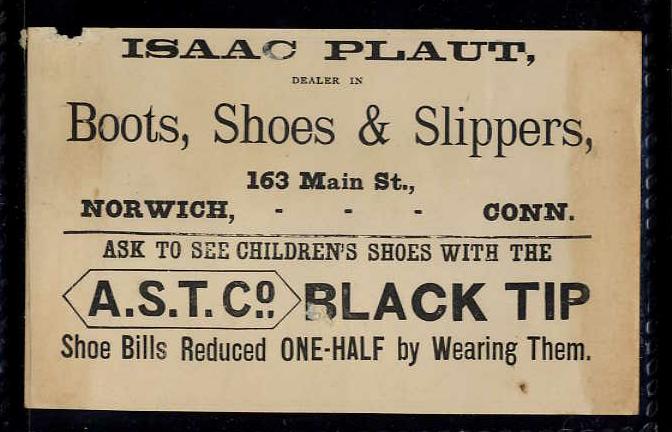 ISAAC PLAUT,
DEALER IN
Boots, Shoes & Slippers,
163 Main St.,
NORWICH, - - - CONN.
ASK TO SEE CHILDREN'S SHOES WITH THE
A.S.T. Co. BLACK TIP
Shoe Bills Reduced ONE-HALF by Wearing Them.